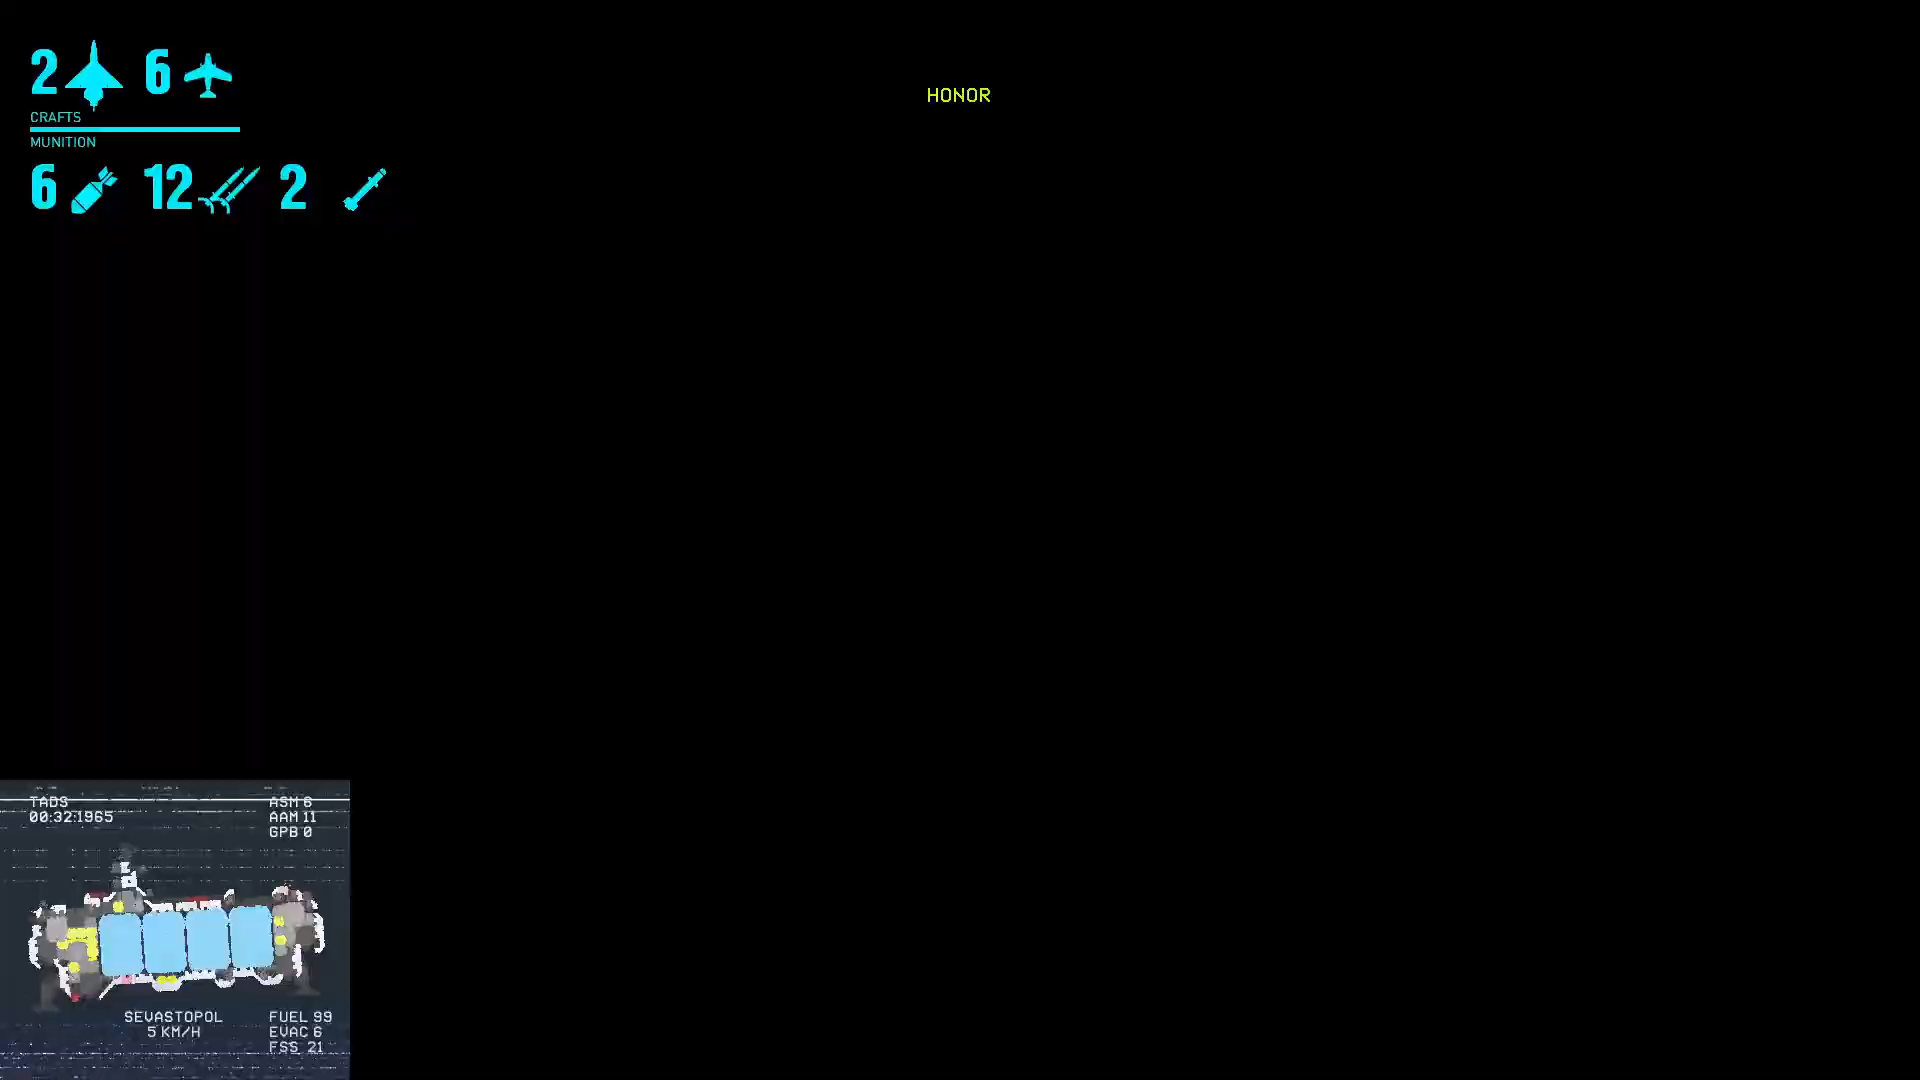 2 6
CRAFTS
MUNITION
6 12 2
HONOR
TADS
00:32:1965
ASM 6
AAM 11
GPB 0
SEVASTOPOL
5 KM/H
FUEL 99
EVAC 6
FSS 21